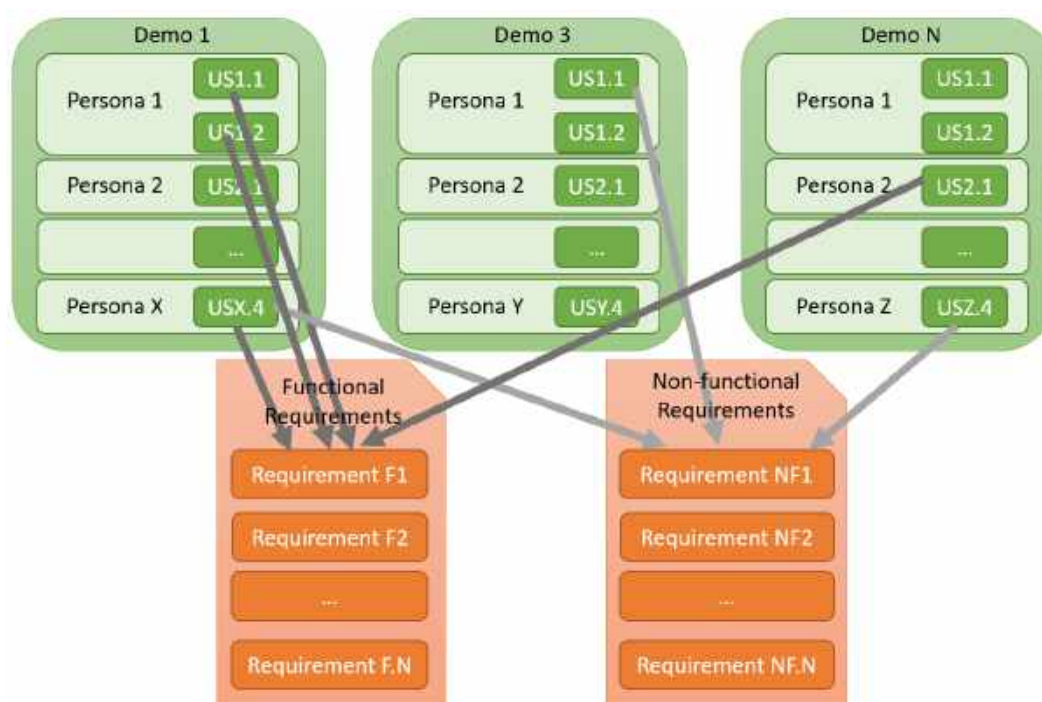 Demo 1
Persona 1
US1.1
US1.2
Persona 2
US2.1
...
Persona X
USX.4
Demo 3
Persona 1
US1.1
US1.2
Persona 2
US2.1
...
Persona Y
USY.4
Demo N
Persona 1
US1.1
US1.2
Persona 2
US2.1
...
Persona Z
USZ.4
Functional
Requirements
Requirement F1
Requirement F2
...
Requirement F.N
Non-functional
Requirements
Requirement NF1
Requirement NF2
...
Requirement NF.N